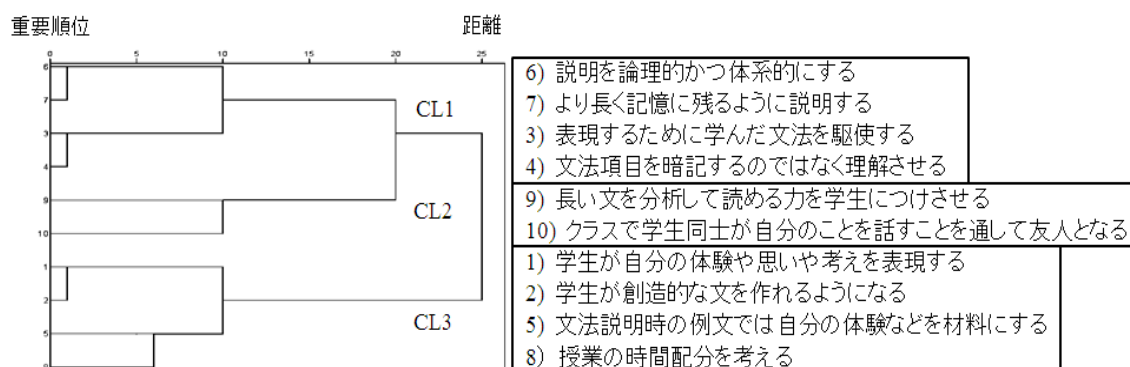 重要順位 距離
0 5 10 15 20 25
6 6) 説明を論理的かつ体系的にする
7 CL1 7) より長く記憶に残るように説明する
3 3) 表現するために学んだ文法を駆使する
4 4) 文法項目を暗記するのではなく理解させる
9 CL2 9) 長い文を分析して読める力を学生につけさせる
10 10) クラスで学生同士が自分のことを話すことを通して友人となる
1 1) 学生が自分の体験や思いや考えを表現する
2 2) 学生が創造的な文を作れるようになる
5 CL3 5) 文法説明時の例文では自分の体験などを材料にする
8) 授業の時間配分を考える